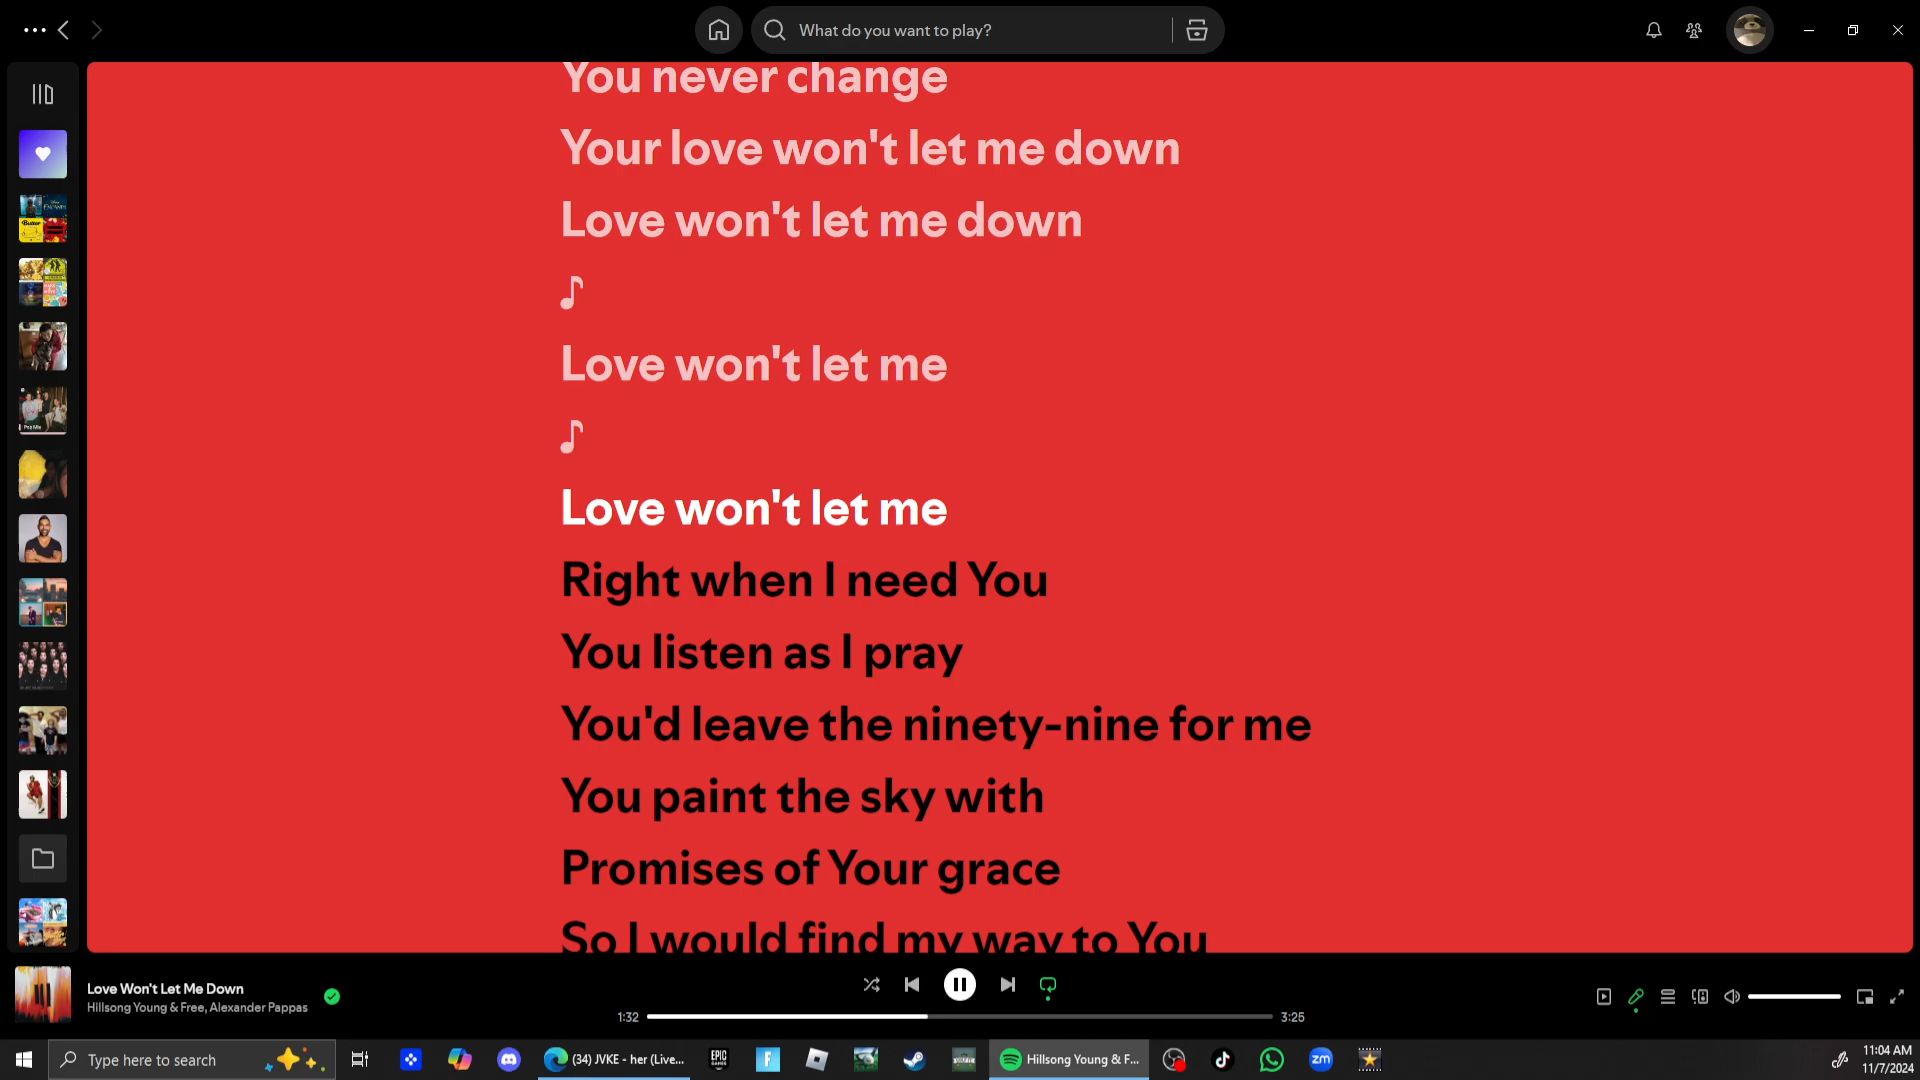 What do you want to play?
You never change
Your love won't let me down
Love won't let me down
♪
Love won't let me
♪
Love won't let me
Right when I need You
You listen as I pray
You'd leave the ninety-nine for me
You paint the sky with
Promises of Your grace
So I would find my way to You
Love Won't Let Me Down
Hillsong Young & Free, Alexander Pappas
1:32
3:25
Type here to search
(34) JVKE - her (Live...
EPIC GAMES
Hillsong Young & F...
zm
11:04 AM
11/7/2024